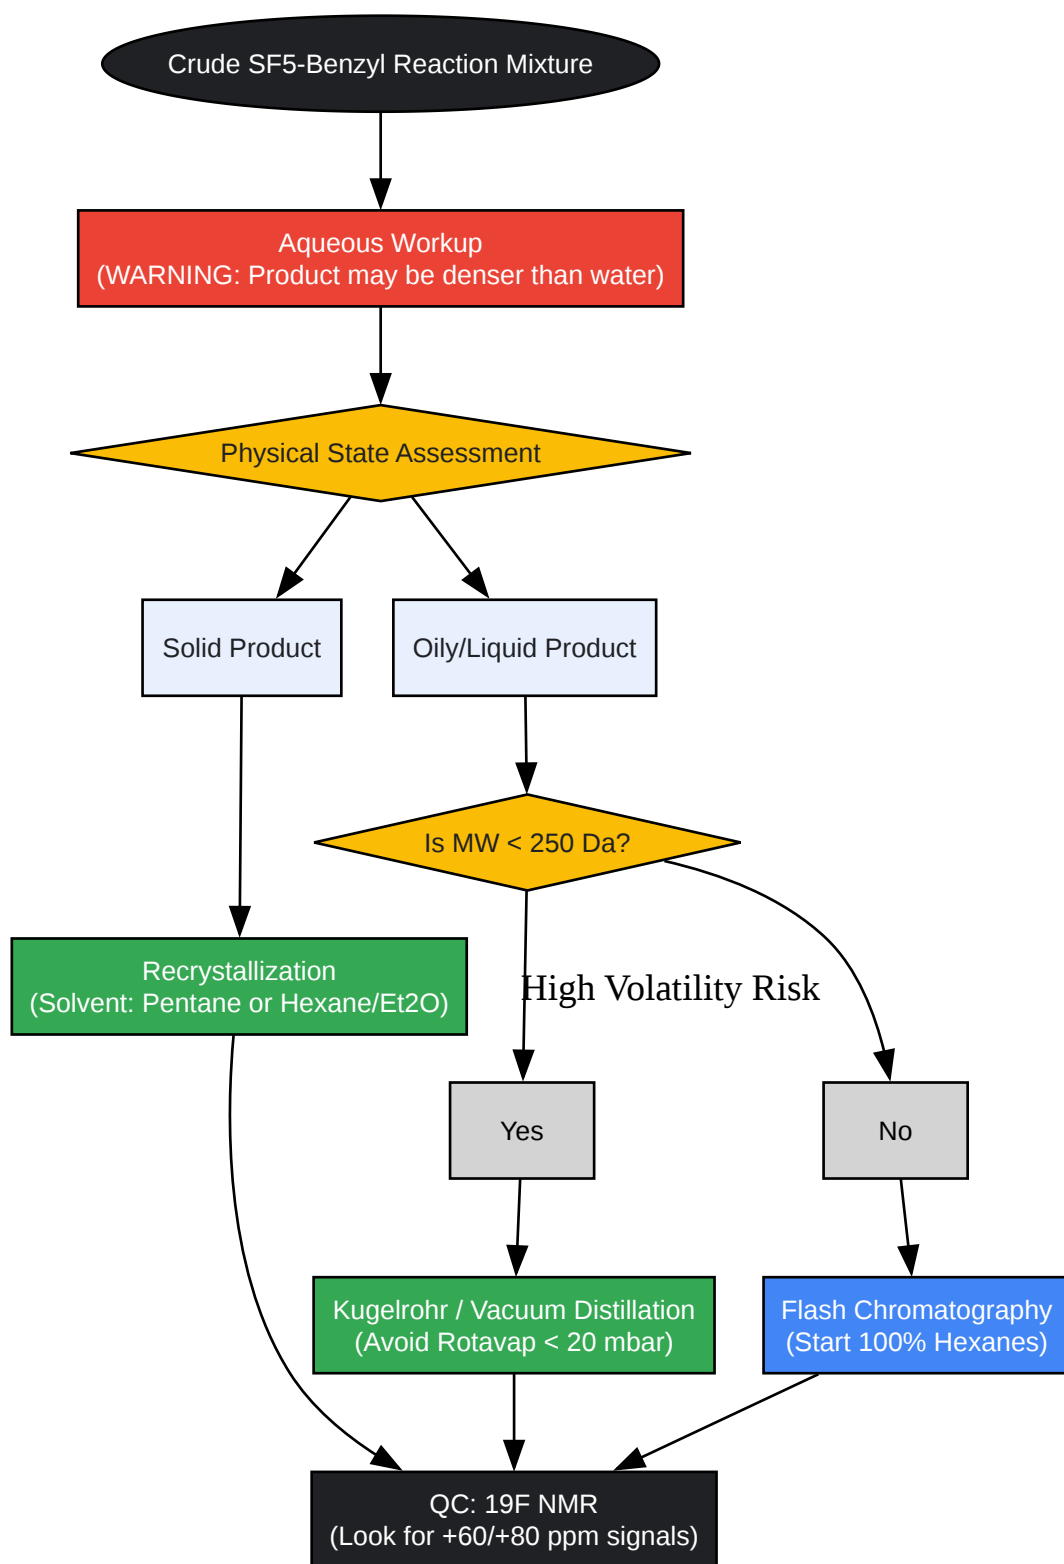 Crude SF5-Benzyl Reaction Mixture
Aqueous Workup
(WARNING: Product may be denser than water)
Physical State Assessment
Solid Product
Oily/Liquid Product
Is MW < 250 Da?
Recrystallization
(Solvent: Pentane or Hexane/Et2O)
High Volatility Risk
Yes
No
Kugelrohr / Vacuum Distillation
(Avoid Rotavap < 20 mbar)
Flash Chromatography
(Start 100% Hexanes)
QC: 19F NMR
(Look for +60/+80 ppm signals)